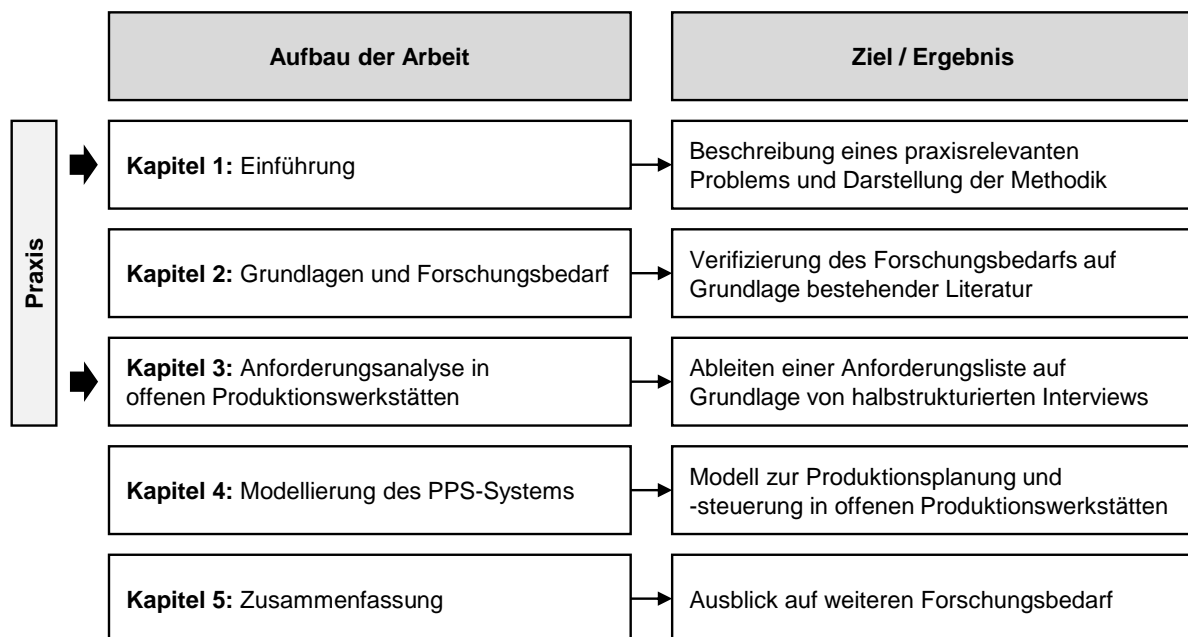 Aufbau der Arbeit
Ziel / Ergebnis
Praxis
Kapitel 1: Einführung
Beschreibung eines praxisrelevanten
Problems und Darstellung der Methodik
Kapitel 2: Grundlagen und Forschungsbedarf
Verifizierung des Forschungsbedarfs auf
Grundlage bestehender Literatur
Kapitel 3: Anforderungsanalyse in
offenen Produktionswerkstätten
Ableiten einer Anforderungsliste auf
Grundlage von halbstrukturierten Interviews
Kapitel 4: Modellierung des PPS-Systems
Modell zur Produktionsplanung und
-steuerung in offenen Produktionswerkstätten
Kapitel 5: Zusammenfassung
Ausblick auf weiteren Forschungsbedarf